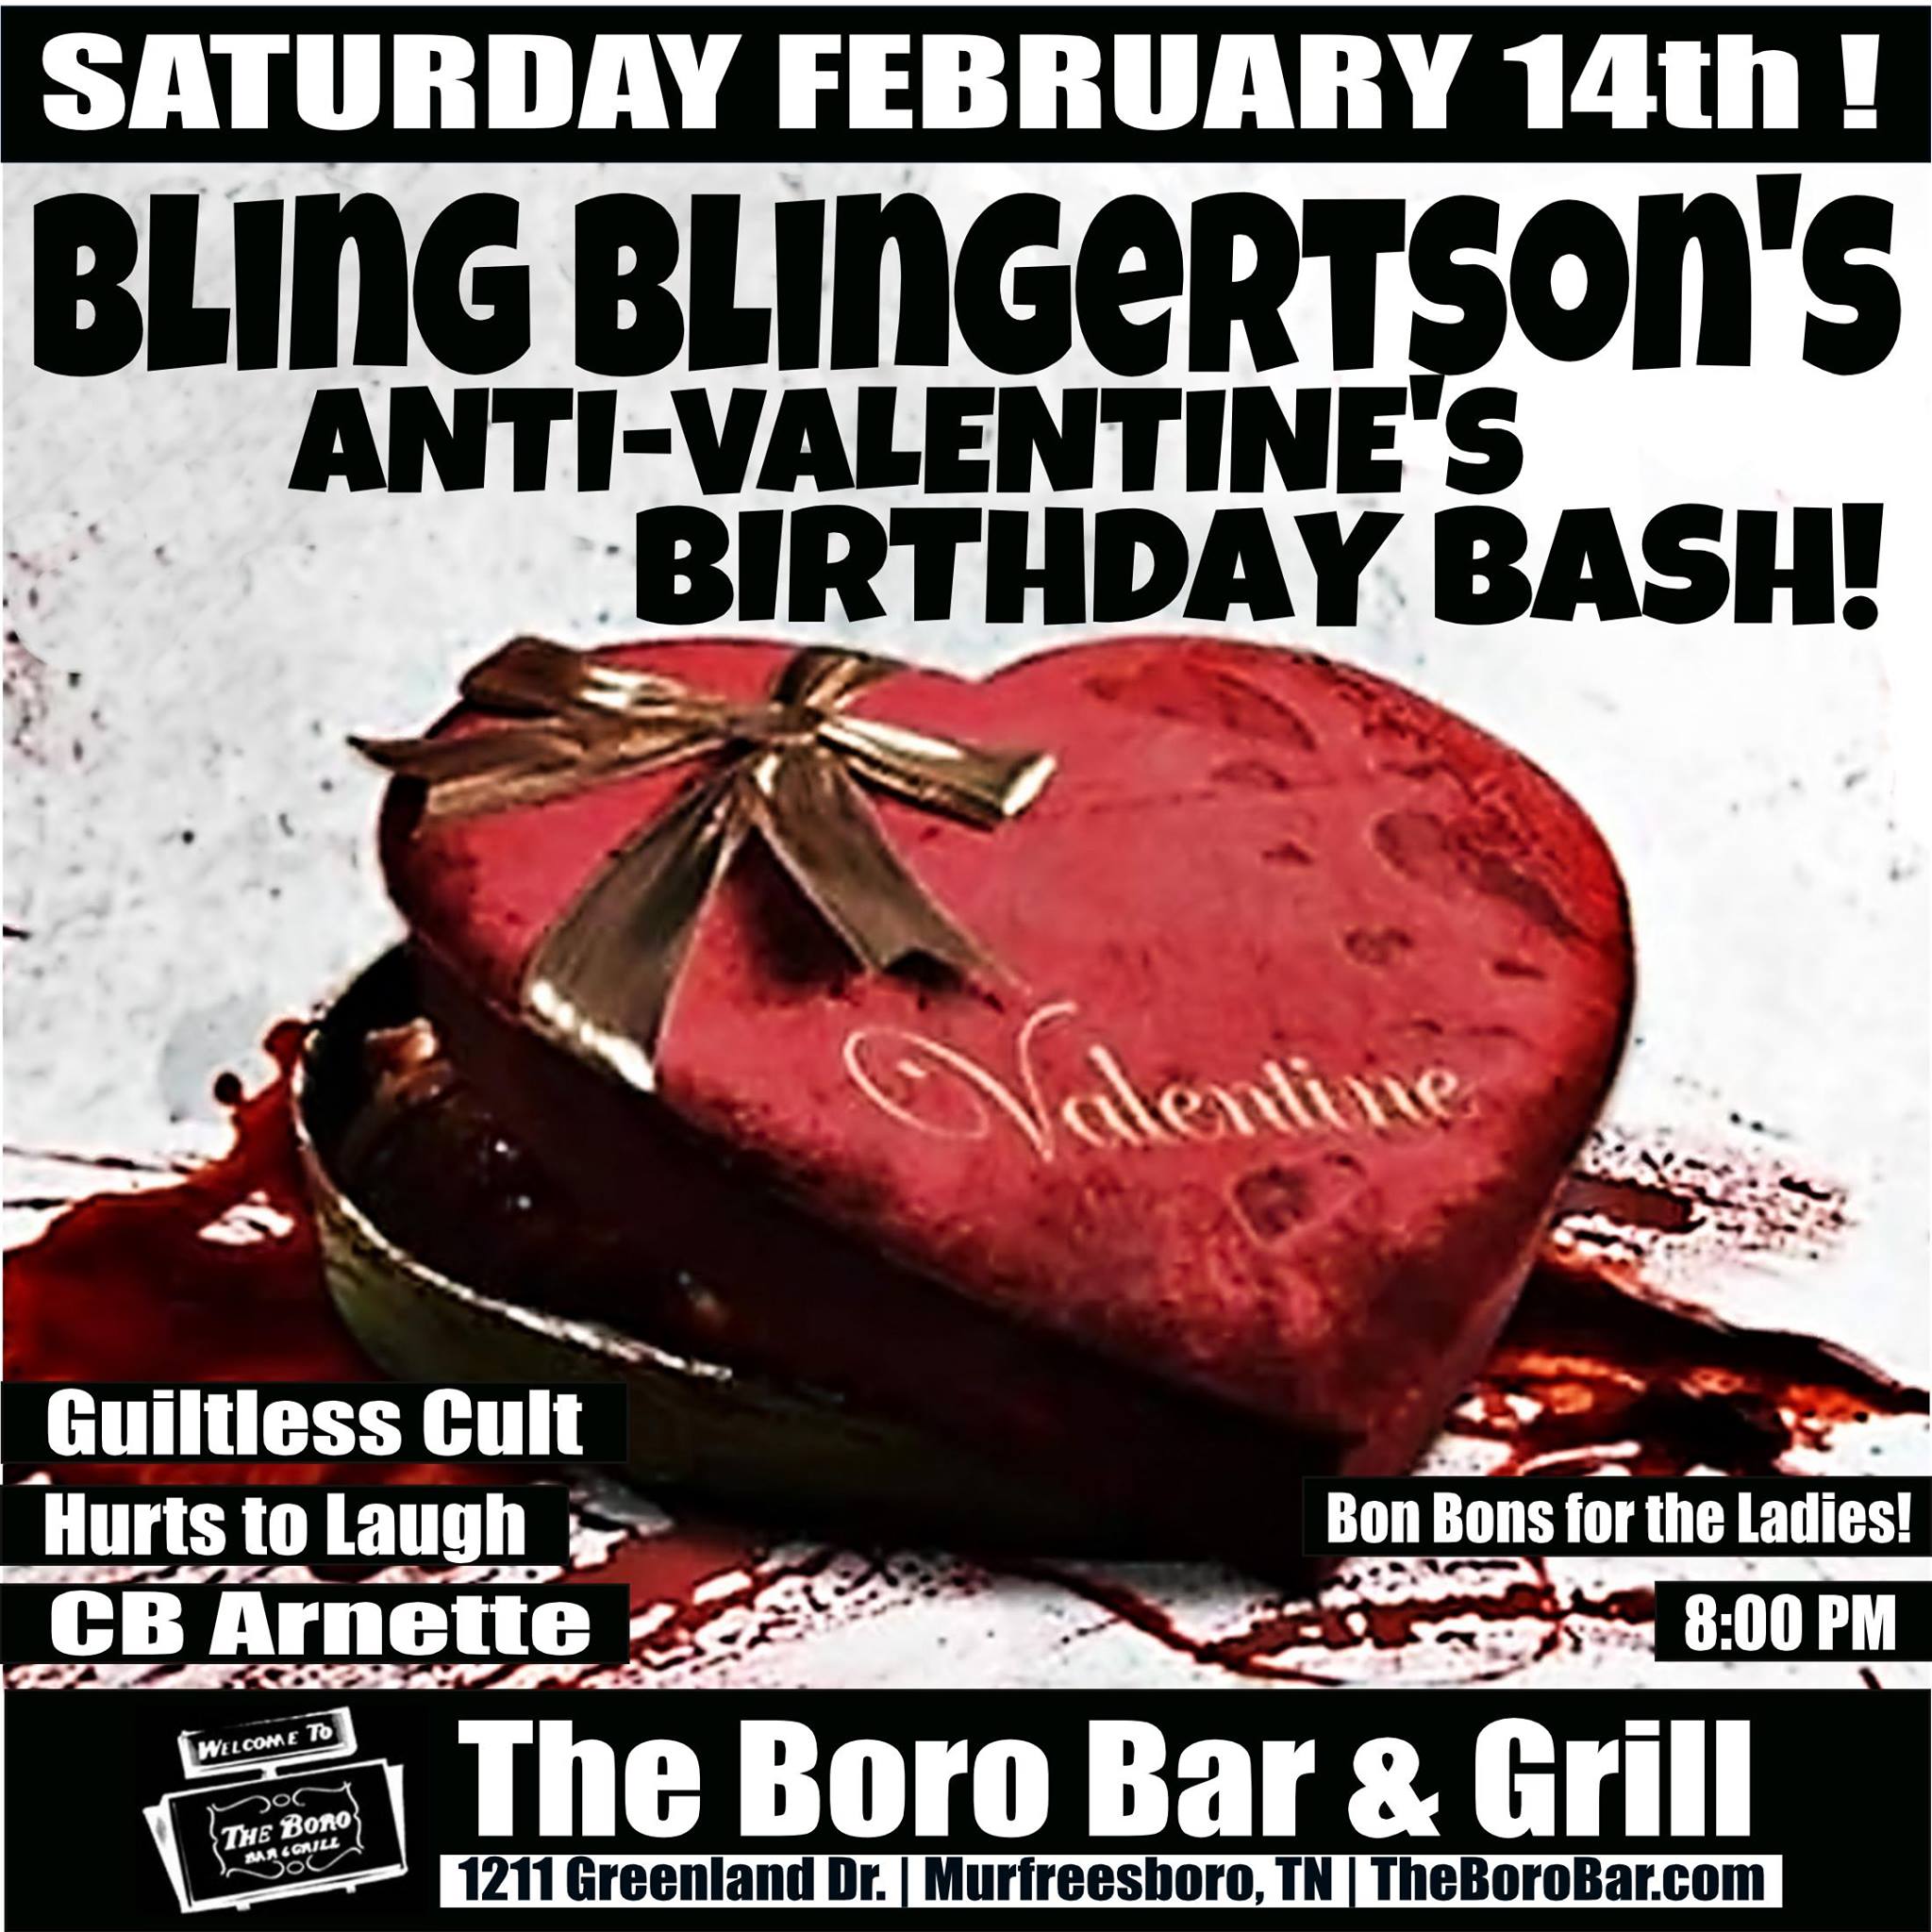 SATURDAY FEBRUARY 14th !
BLInG BLInGeRTSOn'S
ANTI-VALENTINE'S
BIRTHDAY BASH!
Valentine
Guiltless Cult
Hurts to Laugh
CB Arnette
Bon Bons for the Ladies!
8:00 PM
WELCOME TO
THE BORO
BAR & GRILL
The Boro Bar & Grill
1211 Greenland Dr. | Murfreesboro, TN | TheBoroBar.com